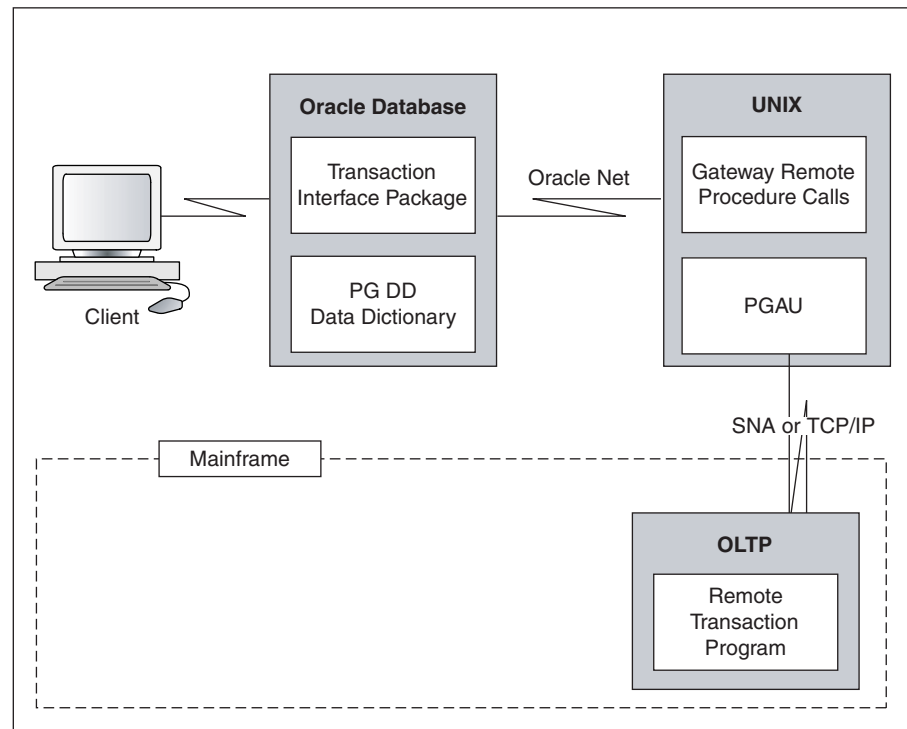 Oracle Database
Transaction
Interface Package
PG DD
Data Dictionary
Client
Oracle Net
UNIX
Gateway Remote
Procedure Calls
PGAU
SNA or TCP/IP
Mainframe
OLTP
Remote
Transaction
Program